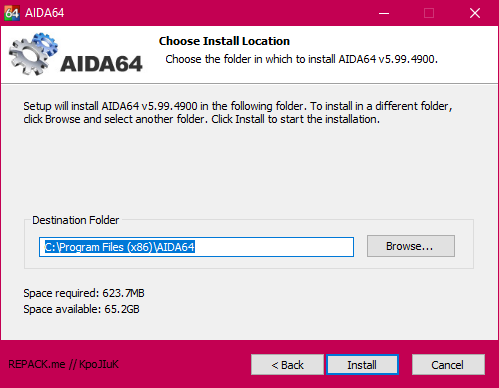 64 AIDA64
AIDA64
Choose Install Location
Choose the folder in which to install AIDA64 v5.99.4900.
Setup will install AIDA64 v5.99.4900 in the following folder. To install in a different folder,
click Browse and select another folder. Click Install to start the installation.
Destination Folder
C:\Program Files (x86)\AIDA64
Browse...
Space required: 623.7MB
Space available: 65.2GB
REPACK.me // KpoJIuK
< Back
Install
Cancel